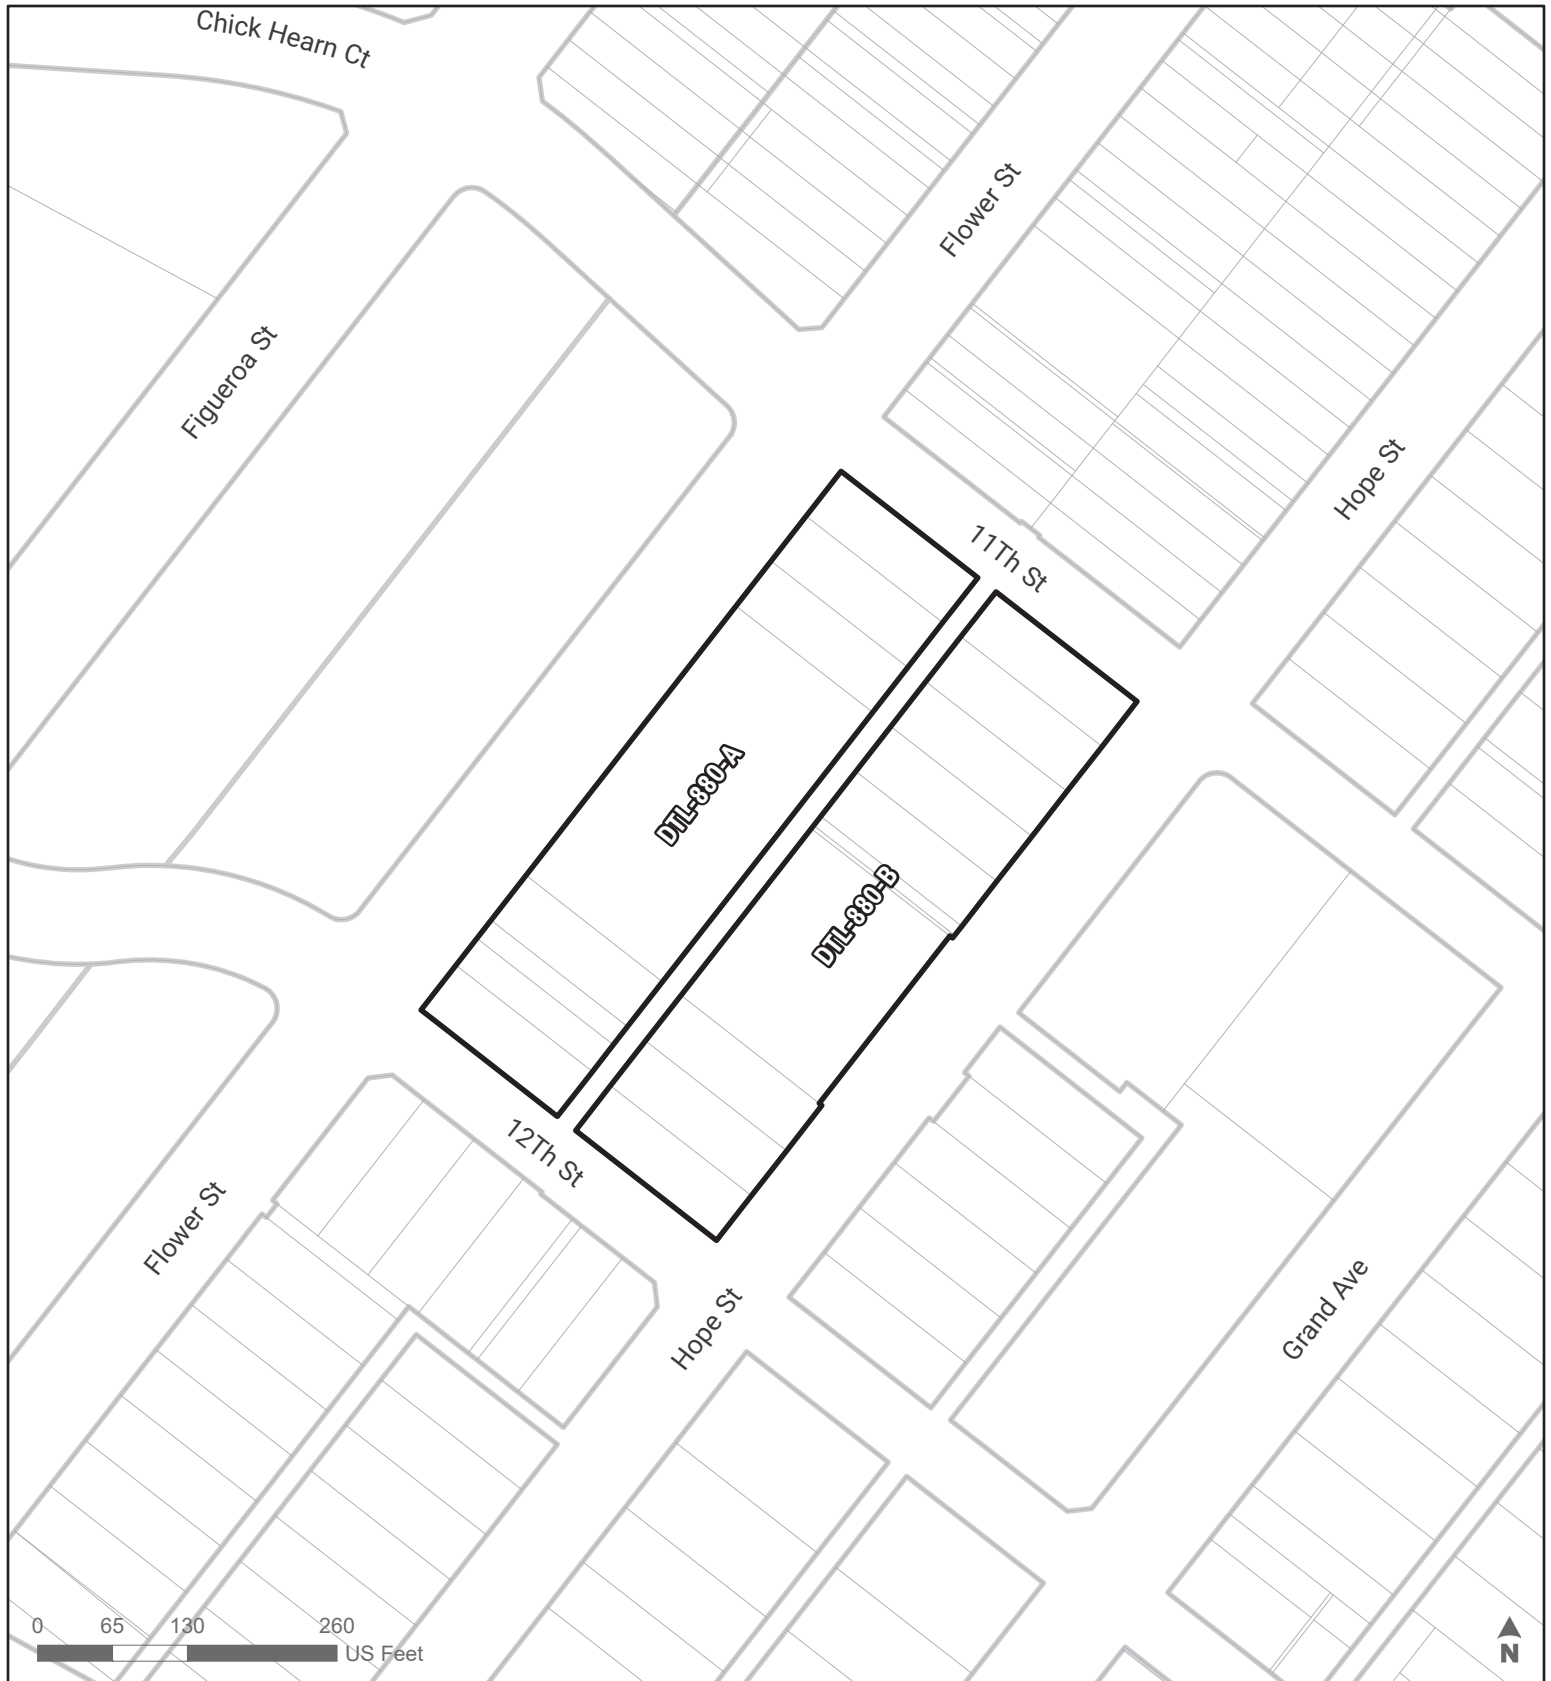 Chick Hearn Ct
Flower St
Figueroa St
Hope St
11Th St
DTL-880-A
DTL-880-B
12Th St
Flower St
Hope St
Grand Ave
0 65 130 260
US Feet
N